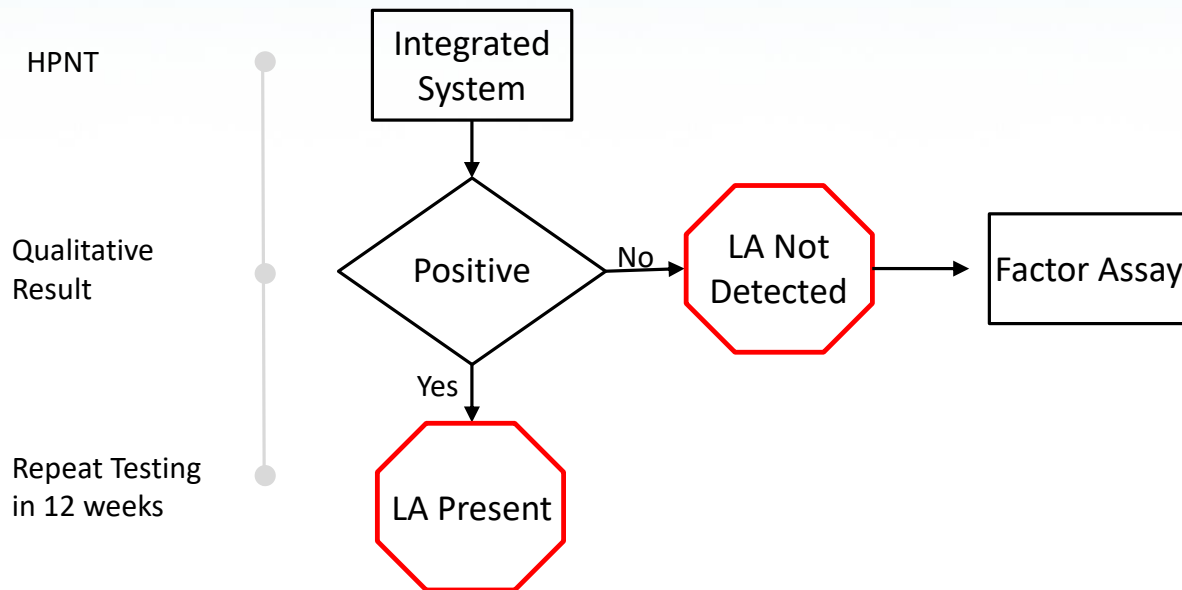 HPNT
Integrated
System
Qualitative
Result
Positive
No
LA Not
Detected
Factor Assay
Yes
Repeat Testing
in 12 weeks
LA Present